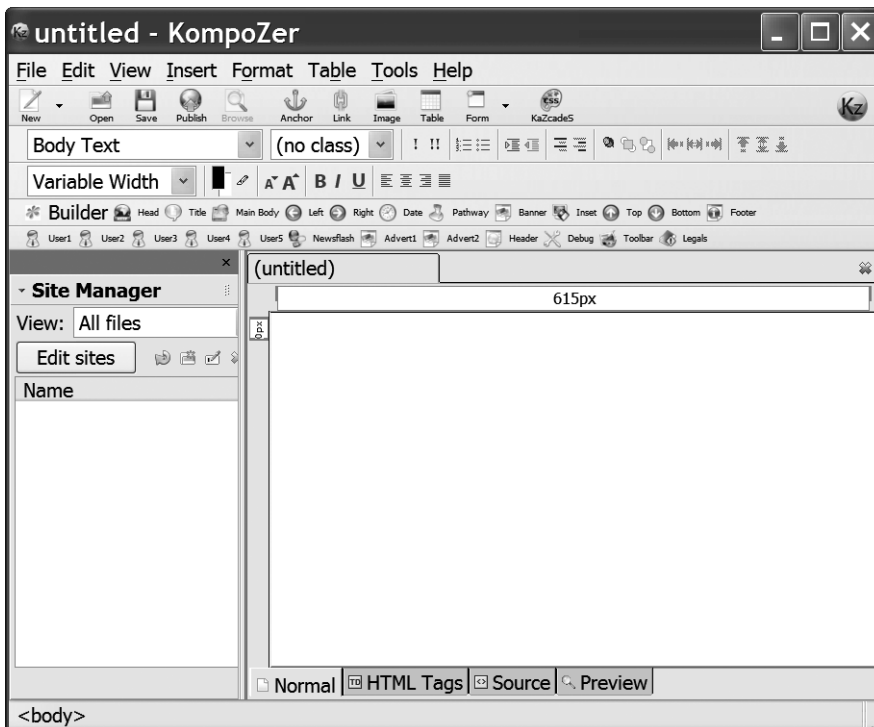 untitled - KompoZer
File Edit View Insert Format Table Tools Help
New Open Save Publish Browse Anchor Link Image Table Form KaZcadeS
Kz
Body Text (no class) ! !!
Variable Width A A B I U
Builder Head Title Main Body Left Right Date Pathway Banner Inset Top Bottom Footer
User1 User2 User3 User4 User5 Newsflash Advert1 Advert2 Header Debug Toolbar Legals
(untitled)
Site Manager
615px
View: All files
0px
Edit sites
Name
Normal TD HTML Tags Source Preview
<body>